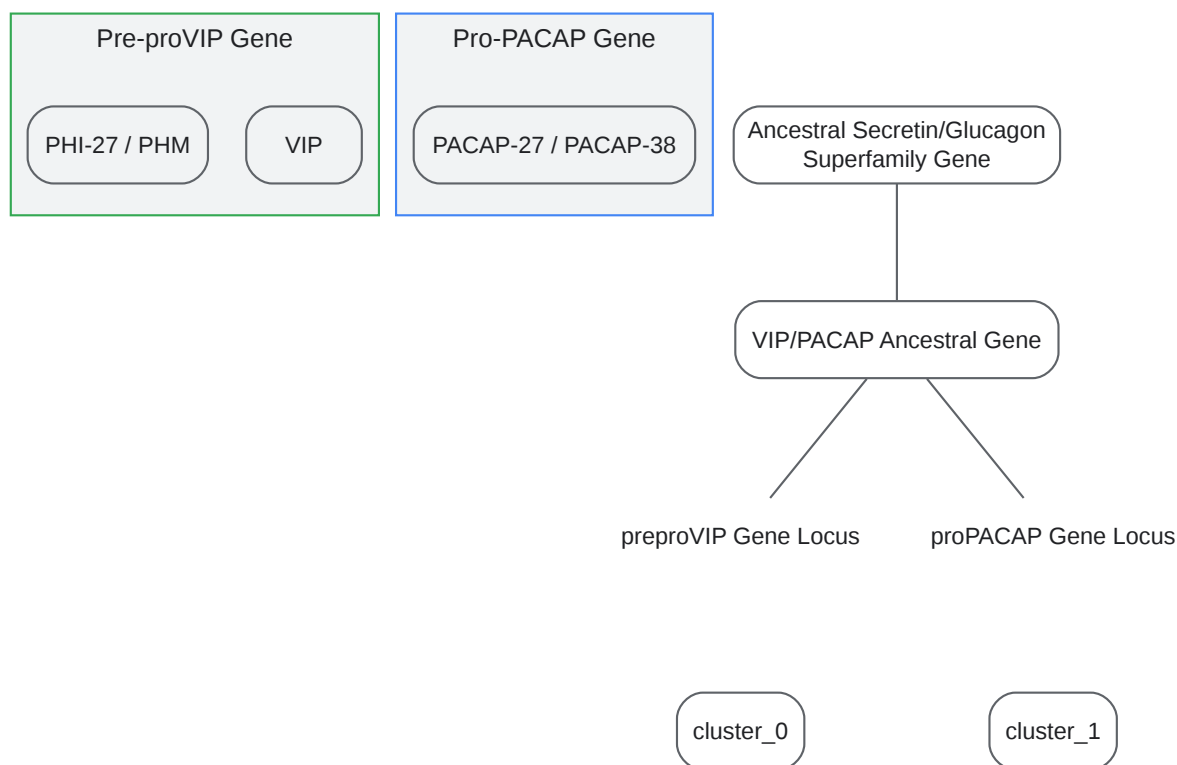 Pre-proVIP Gene
Pro-PACAP Gene
PHI-27 / PHM
VIP
PACAP-27 / PACAP-38
Ancestral Secretin/Glucagon
Superfamily Gene
VIP/PACAP Ancestral Gene
preproVIP Gene Locus
proPACAP Gene Locus
cluster_0
cluster_1